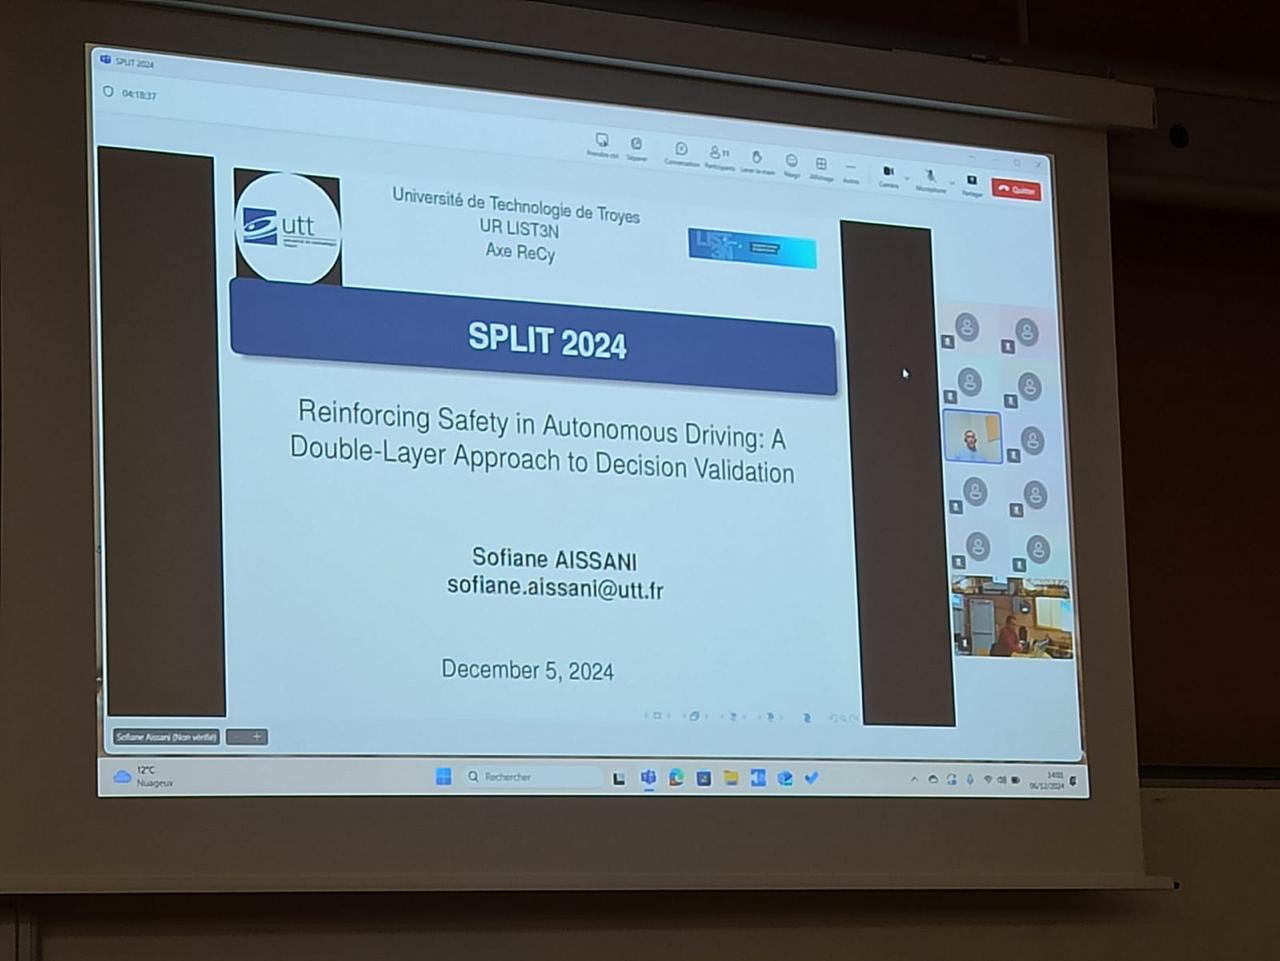 SPLIT 2024
04:18:37
Prendre ctrl
Séparer
Conversation
Participants
11
Lever la main
Réagir
Affichage
Autres
Caméra
Microphone
Partager
Quitter
utt
Université de Technologie de Troyes
UR LIST3N
Axe ReCy
LIST
3N
SPLIT 2024
Reinforcing Safety in Autonomous Driving: A
Double-Layer Approach to Decision Validation
Sofiane AISSANI
sofiane.aissani@utt.fr
December 5, 2024
Sofiane Aissani (Non vérifié)
12°C
Nuageux
Rechercher
14:01
06/12/2024